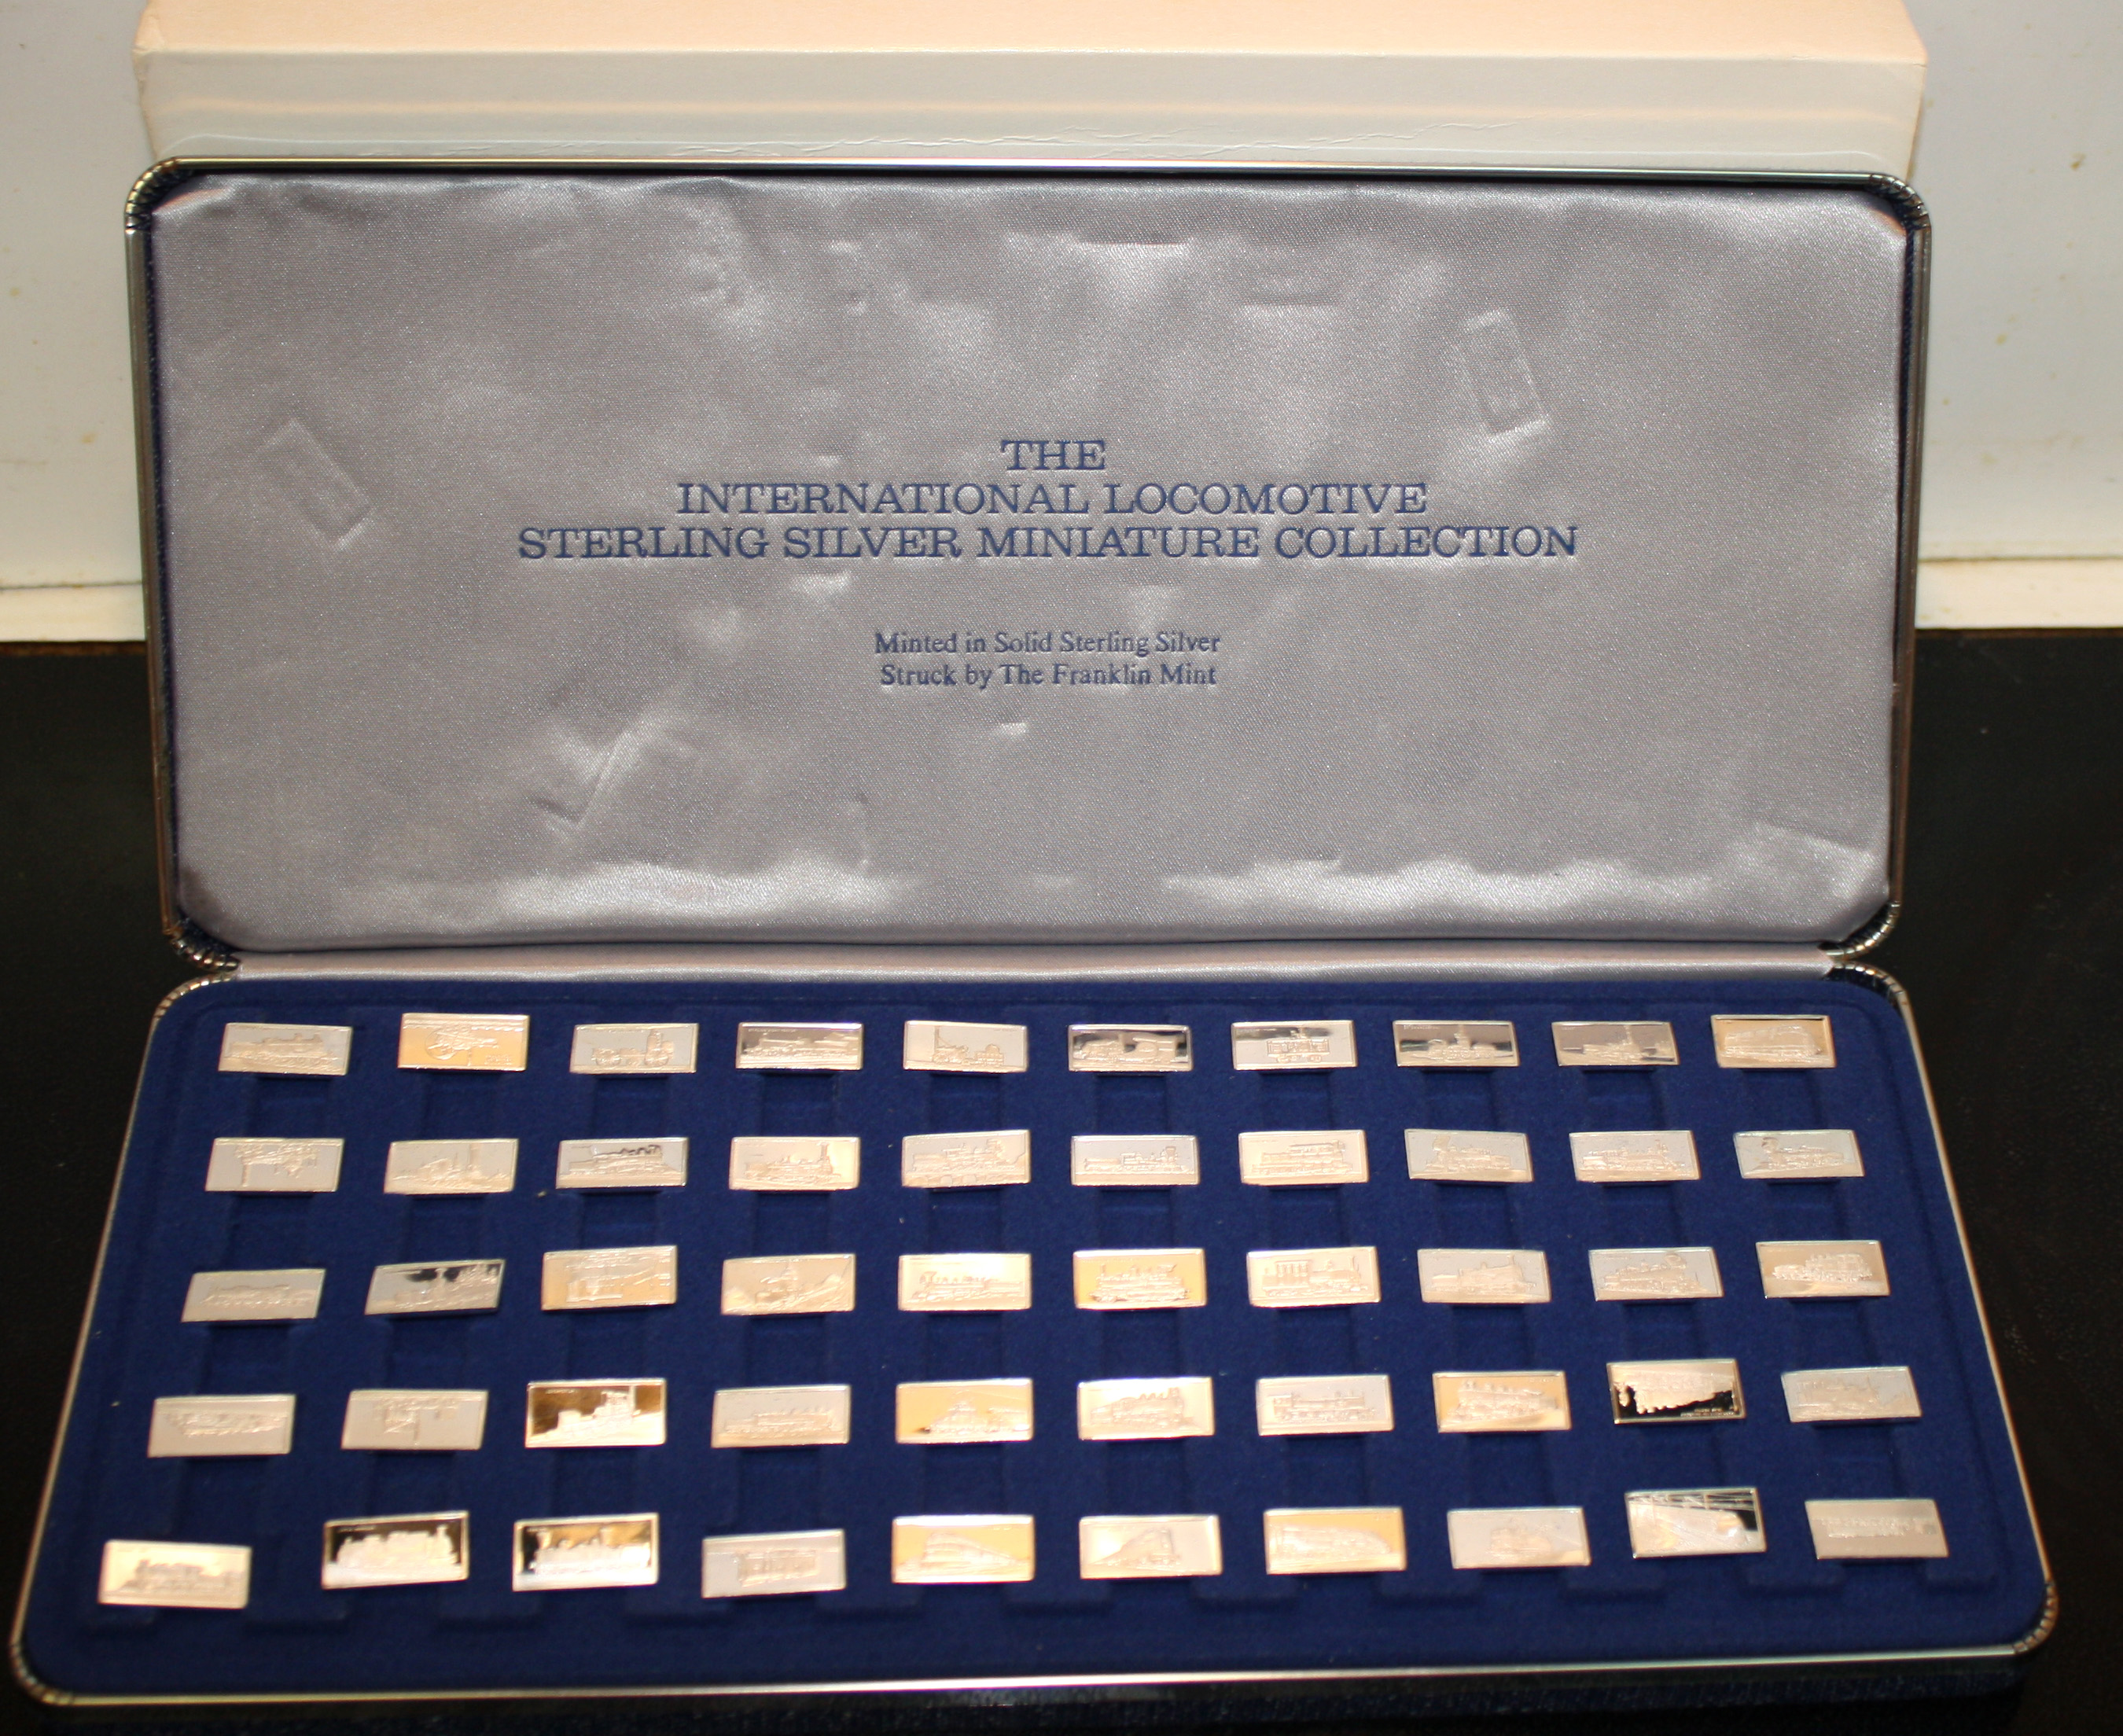 THE
INTERNATIONAL LOCOMOTIVE
STERLING SILVER MINIATURE COLLECTION
Minted in Solid Sterling Silver
Struck by The Franklin Mint